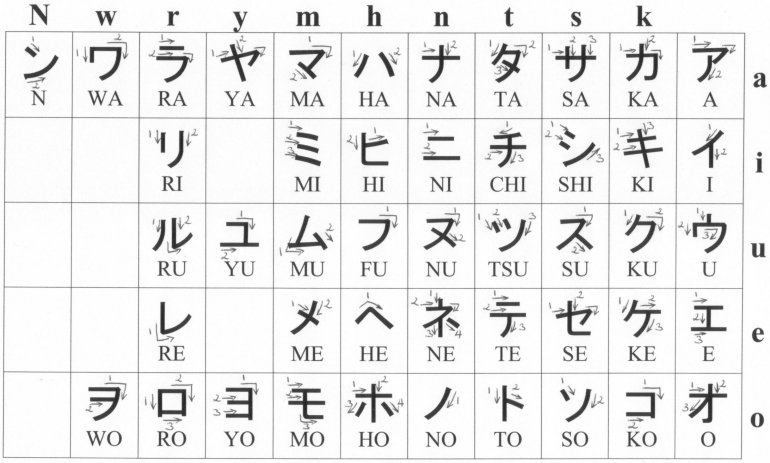 N w r y m h n t s k
ン ワ ラ ヤ マ ハ ナ タ サ カ ア a
N WA RA YA MA HA NA TA SA KA A
リ ミ ヒ ニ チ シ キ イ i
RI MI HI NI CHI SHI KI I
ル ユ ム フ ヌ ツ ス ク ウ u
RU YU MU FU NU TSU SU KU U
レ メ ヘ ネ テ セ ケ エ e
RE ME HE NE TE SE KE E
ヲ ロ ヨ モ ホ ノ ト ソ コ オ o
WO RO YO MO HO NO TO SO KO O